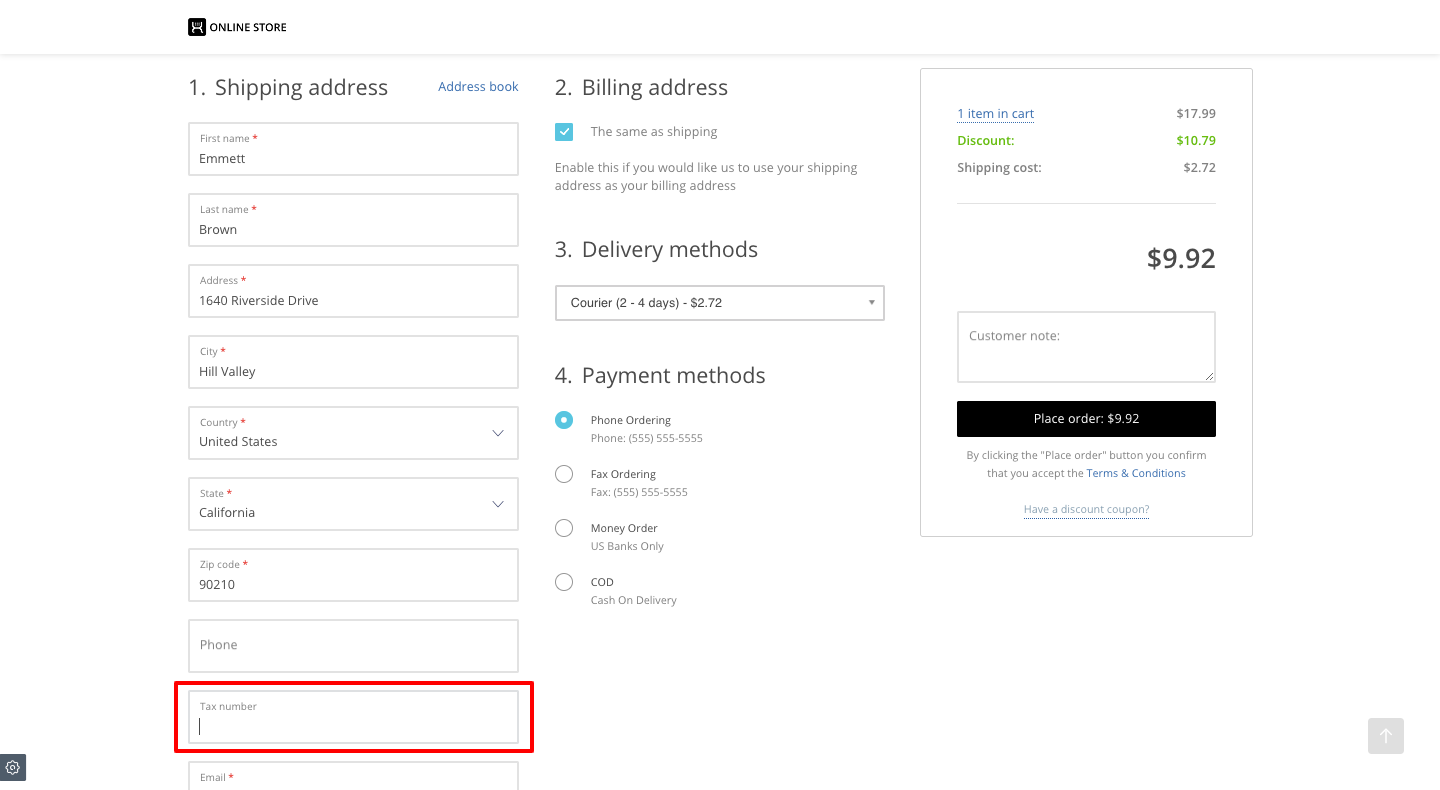 ONLINE STORE
1. Shipping address
Address book
First name *
Emmett
Last name *
Brown
Address *
1640 Riverside Drive
City *
Hill Valley
Country *
United States
State *
California
Zip code *
90210
Phone
Tax number
Email *
2. Billing address
The same as shipping
Enable this if you would like us to use your shipping
address as your billing address
3. Delivery methods
Courier (2 - 4 days) - $2.72
4. Payment methods
Phone Ordering
Phone: (555) 555-5555
Fax Ordering
Fax: (555) 555-5555
Money Order
US Banks Only
COD
Cash On Delivery
1 item in cart $17.99
Discount: $10.79
Shipping cost: $2.72
$9.92
Customer note:
Place order: $9.92
By clicking the "Place order" button you confirm
that you accept the Terms & Conditions
Have a discount coupon?